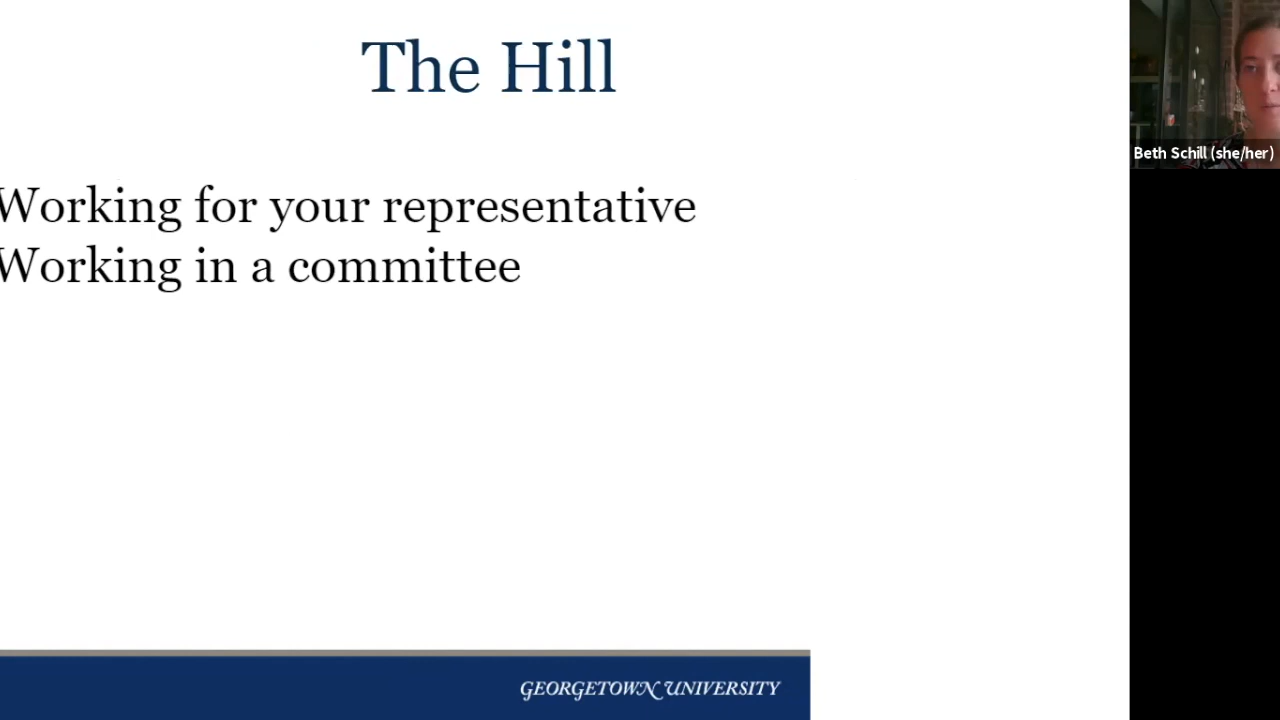 The Hill
Working for your representative
Working in a committee
GEORGETOWN UNIVERSITY
Beth Schill (she/her)